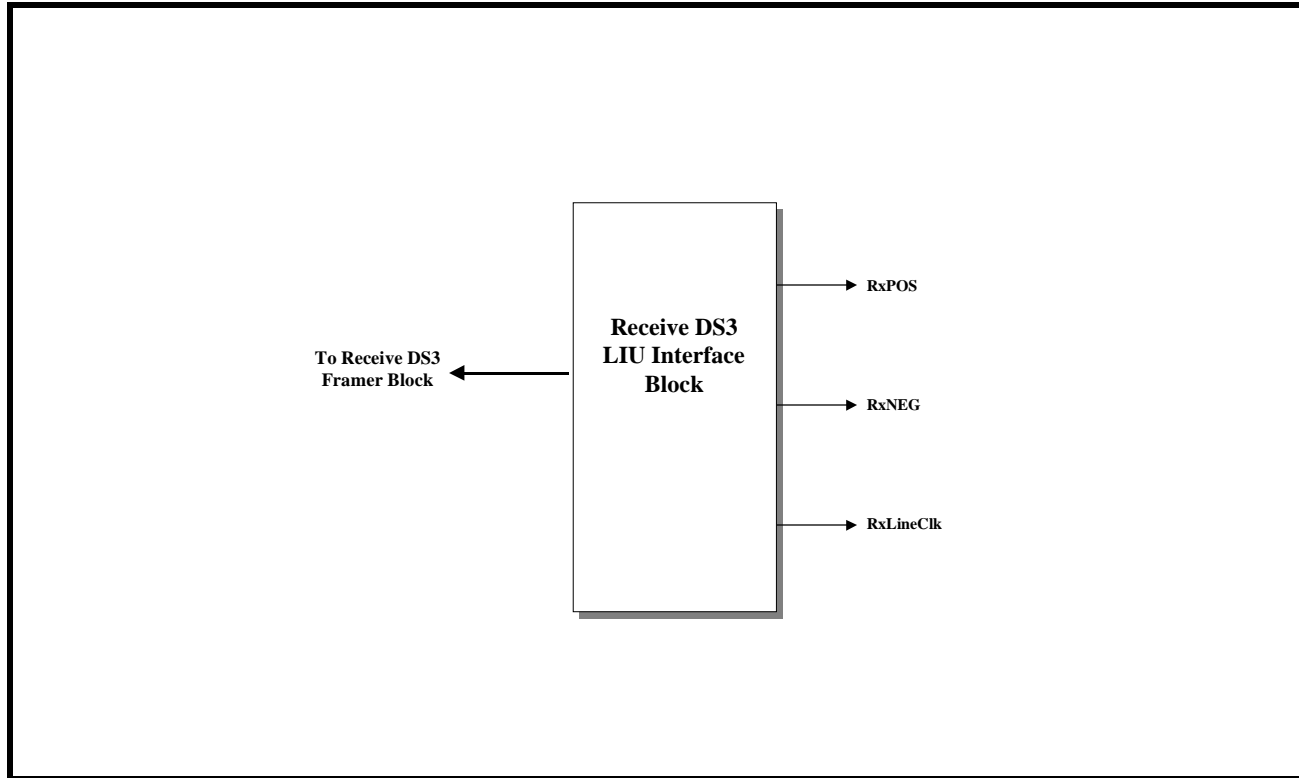 Receive DS3
LIU Interface
Block
To Receive DS3
Framer Block
RxPOS
RxNEG
RxLineClk